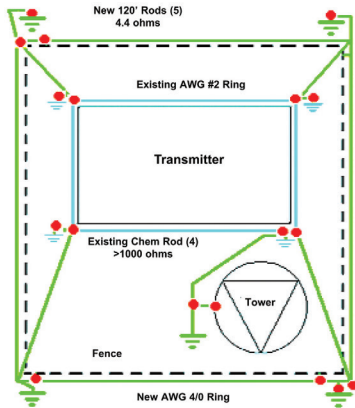 New 120' Rods (5)
4.4 ohms
Existing AWG #2 Ring
Transmitter
Existing Chem Rod (4)
>1000 ohms
Tower
Fence
New AWG 4/0 Ring